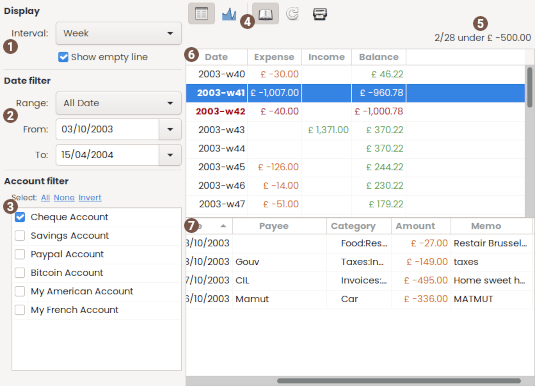 Display
1
Interval: Week
Show empty line
Date filter
2
Range: All Date
From: 03/10/2003
To: 15/04/2004
Account filter
3
Select: All None Invert
Cheque Account
Savings Account
Paypal Account
Bitcoin Account
My American Account
My French Account
4
5
2/28 under £ -500.00
6
Date Expense Income Balance
2003-w40 £ -30.00 £ 46.22
2003-w41 £ -1,007.00 £ -960.78
2003-w42 £ -40.00 £ -1,000.78
2003-w43 £ 1,371.00 £ 370.22
2003-w44 £ 370.22
2003-w45 £ -126.00 £ 244.22
2003-w46 £ -14.00 £ 230.22
2003-w47 £ -51.00 £ 179.22
7
Payee Category Amount Memo
/10/2003 Food:Res... £ -27.00 Restair Brussel...
/10/2003 Gouv Taxes:In... £ -149.00 taxes
/10/2003 CIL Invoices:... £ -495.00 Home sweet h...
/10/2003 Mamut Car £ -336.00 MATMUT